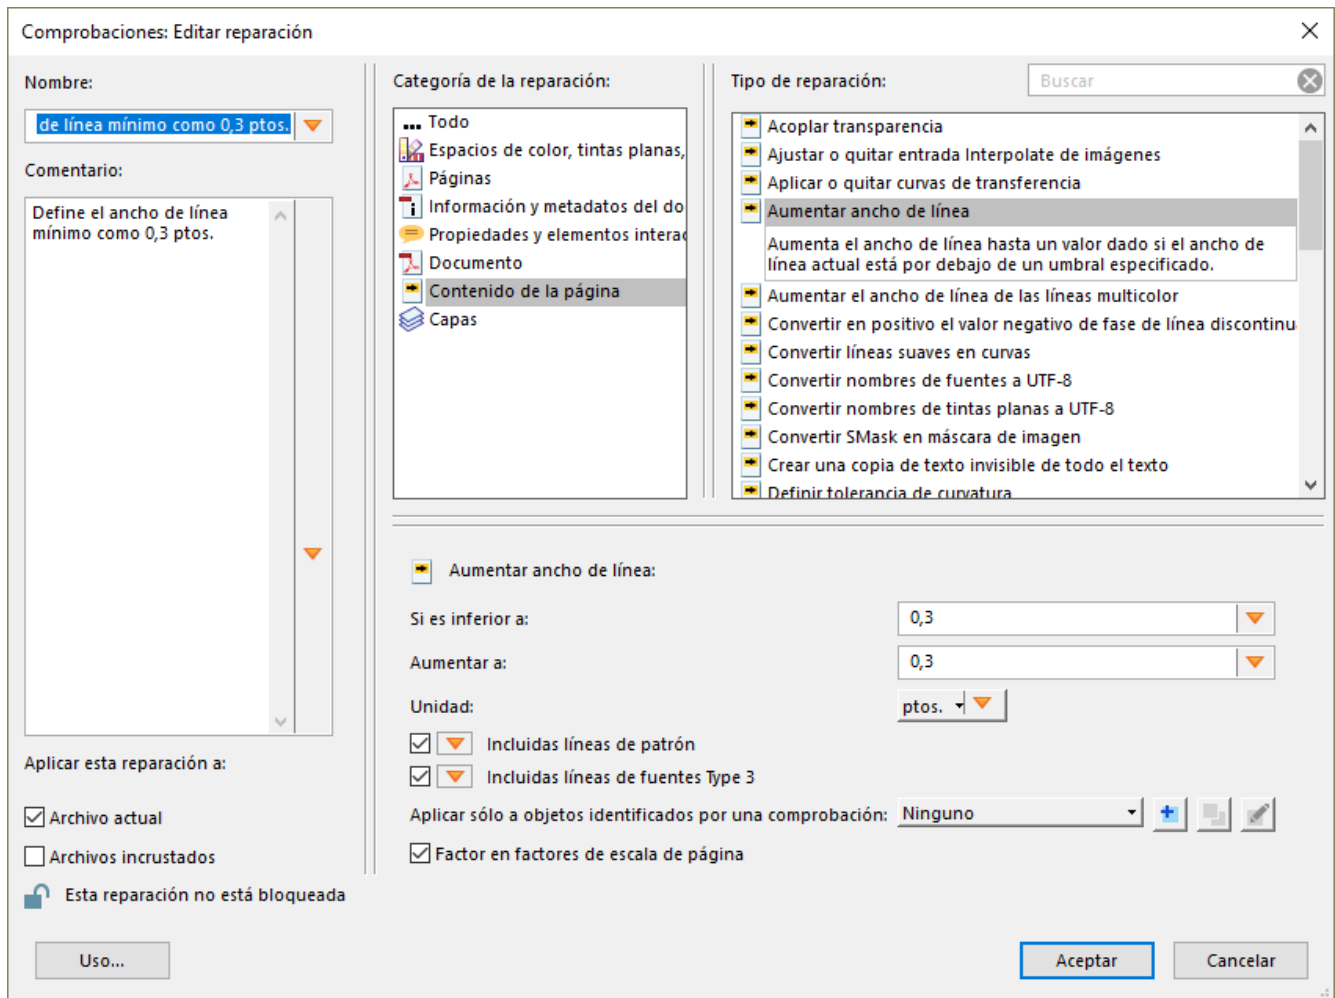 Comprobaciones: Editar reparación
Nombre:
de línea mínimo como 0,3 ptos.
Comentario:
Define el ancho de línea
mínimo como 0,3 ptos.
Aplicar esta reparación a:
Archivo actual
Archivos incrustados
Esta reparación no está bloqueada
Uso...
Categoría de la reparación:
... Todo
Espacios de color, tintas planas,
Páginas
Información y metadatos del do
Propiedades y elementos interac
Documento
Contenido de la página
Capas
Tipo de reparación:
Buscar
Acoplar transparencia
Ajustar o quitar entrada Interpolate de imágenes
Aplicar o quitar curvas de transferencia
Aumentar ancho de línea
Aumenta el ancho de línea hasta un valor dado si el ancho de
línea actual está por debajo de un umbral especificado.
Aumentar el ancho de línea de las líneas multicolor
Convertir en positivo el valor negativo de fase de línea discontinu
Convertir líneas suaves en curvas
Convertir nombres de fuentes a UTF-8
Convertir nombres de tintas planas a UTF-8
Convertir SMask en máscara de imagen
Crear una copia de texto invisible de todo el texto
Definir tolerancia de curvatura
Aumentar ancho de línea:
Si es inferior a: 0,3
Aumentar a: 0,3
Unidad: ptos.
Incluidas líneas de patrón
Incluidas líneas de fuentes Type 3
Aplicar sólo a objetos identificados por una comprobación: Ninguno
Factor en factores de escala de página
Aceptar
Cancelar